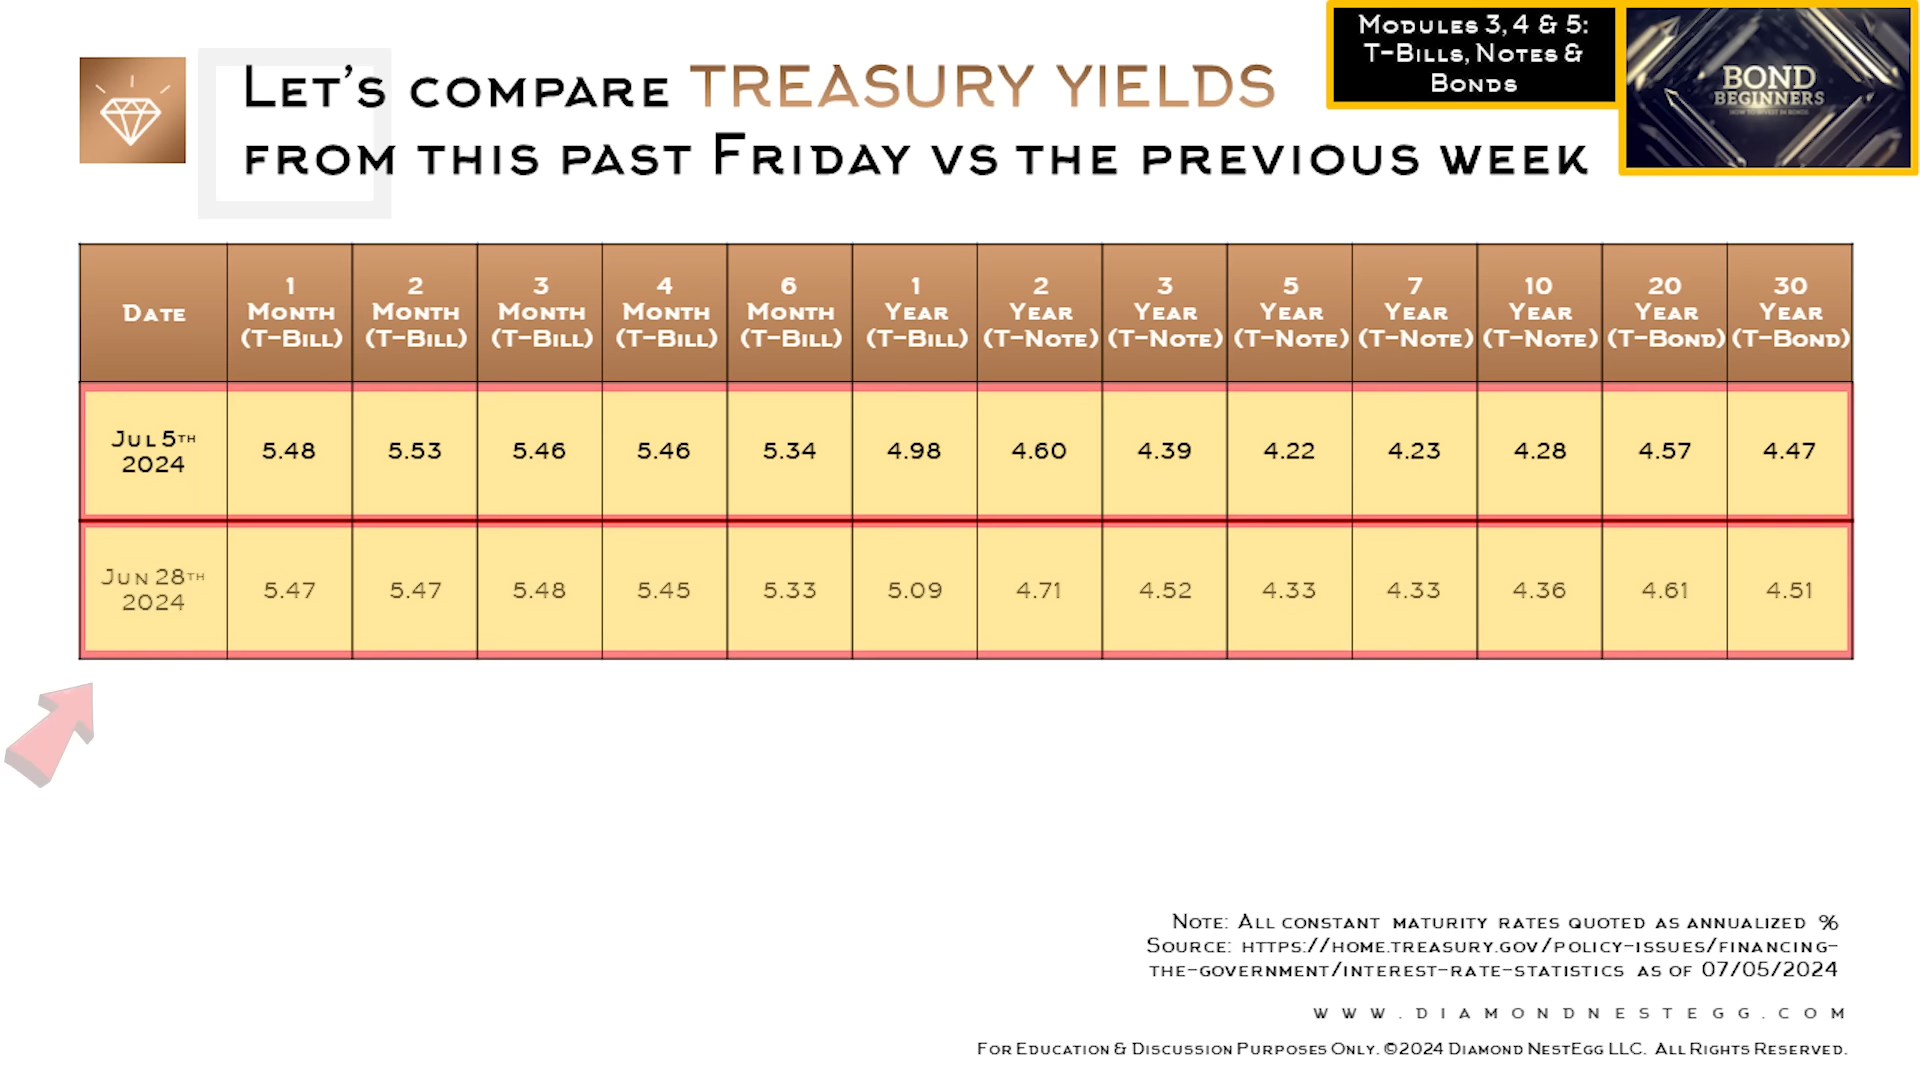 Modules 3, 4 & 5:
T-Bills, Notes &
Bonds
BOND
BEGINNERS
HOW TO INVEST IN BONDS
Let's compare TREASURY YIELDS
from this past Friday vs the previous week
Date
1 Month (T-Bill)
2 Month (T-Bill)
3 Month (T-Bill)
4 Month (T-Bill)
6 Month (T-Bill)
1 Year (T-Bill)
2 Year (T-Note)
3 Year (T-Note)
5 Year (T-Note)
7 Year (T-Note)
10 Year (T-Note)
20 Year (T-Bond)
30 Year (T-Bond)
Jul 5th 2024 5.48 5.53 5.46 5.46 5.34 4.98 4.60 4.39 4.22 4.23 4.28 4.57 4.47
Jun 28th 2024 5.47 5.47 5.48 5.45 5.33 5.09 4.71 4.52 4.33 4.33 4.36 4.61 4.51
Note: All constant maturity rates quoted as annualized %
Source: https://home.treasury.gov/policy-issues/financing-
the-government/interest-rate-statistics as of 07/05/2024
www.diamondnestegg.com
For Education & Discussion Purposes Only. ©2024 Diamond NestEgg LLC. All Rights Reserved.